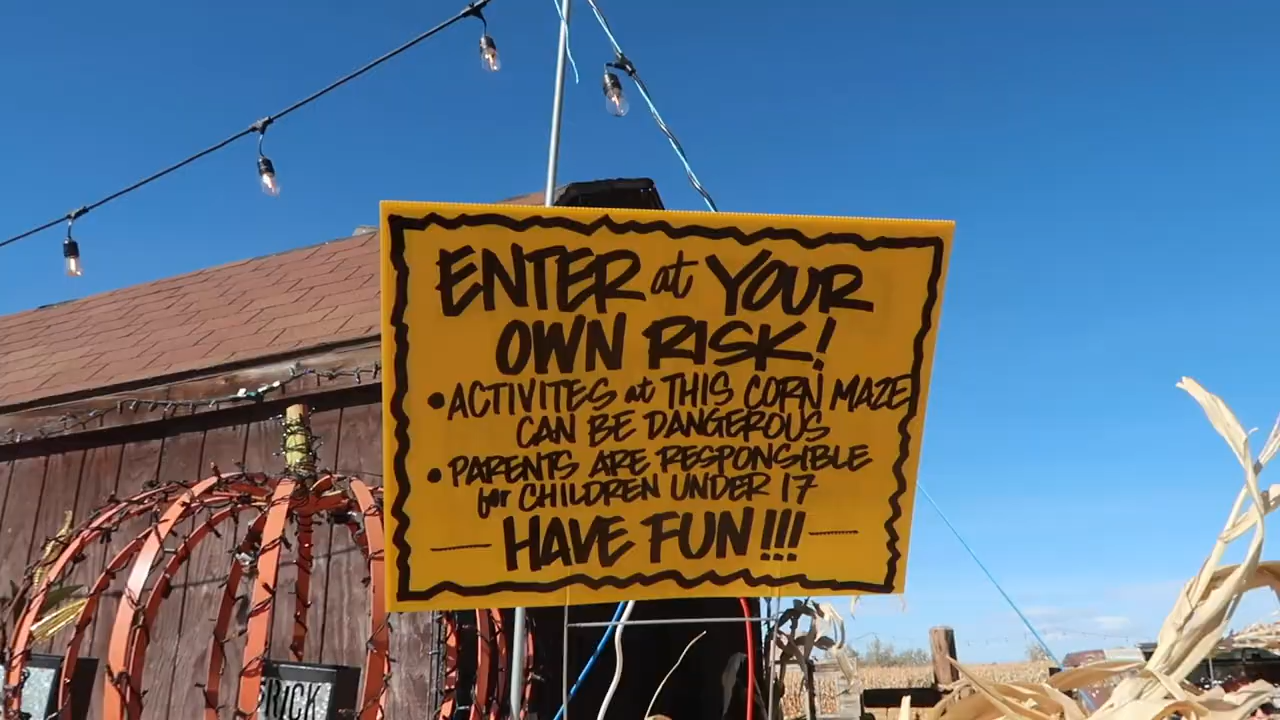 ENTER at YOUR
OWN RISK!
• ACTIVITES at THIS CORN MAZE
CAN BE DANGEROUS
• PARENTS ARE RESPONSIBLE
for CHILDREN UNDER 17
— HAVE FUN!!! —
RICK